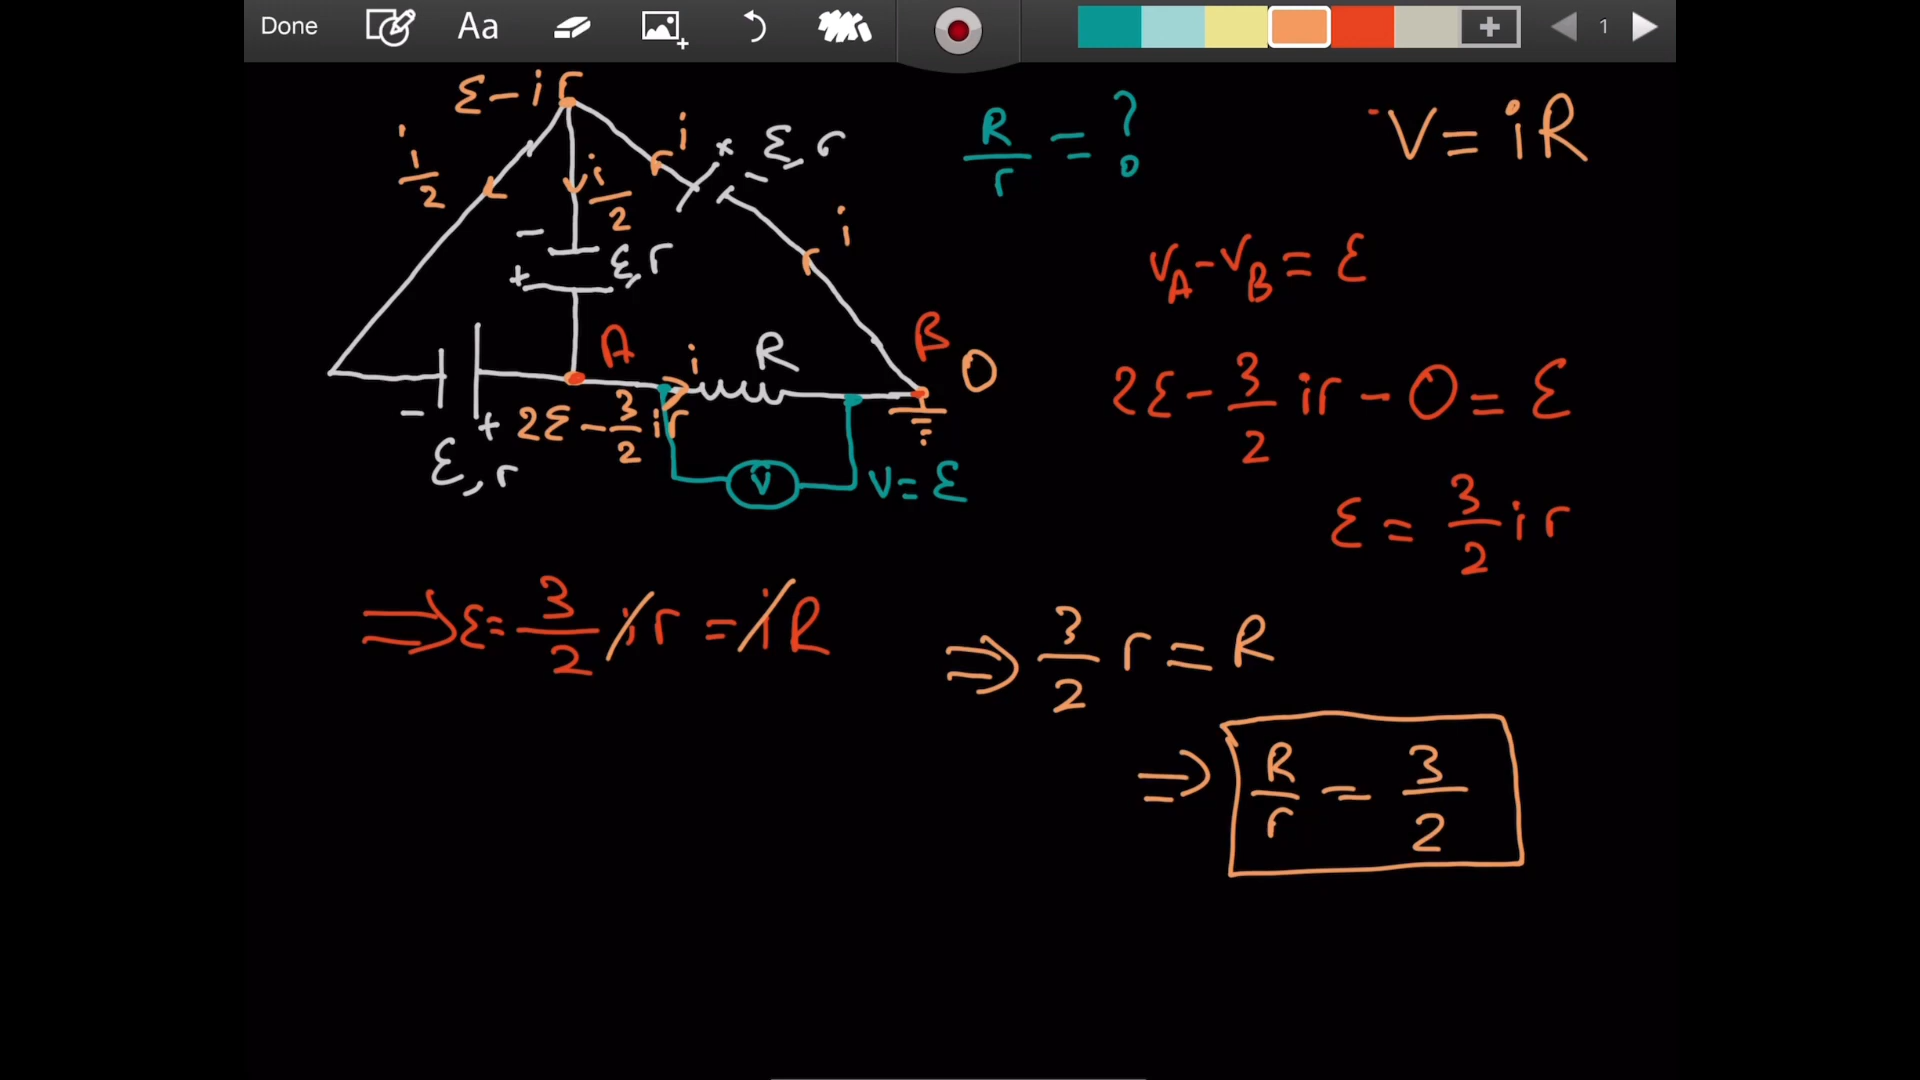 Done
Aa
1
ε - ir
i/2
i/2
i
+ -
ε, r
i
- +
ε, r
A
i
R
B
0
- +
ε, r
2ε - 3/2 ir
V
V = ε
R/r = ?
V = iR
V_A - V_B = ε
2ε - 3/2 ir - 0 = ε
ε = 3/2 ir
⇒ ε = 3/2 ir = iR
⇒ 3/2 r = R
⇒ R/r = 3/2